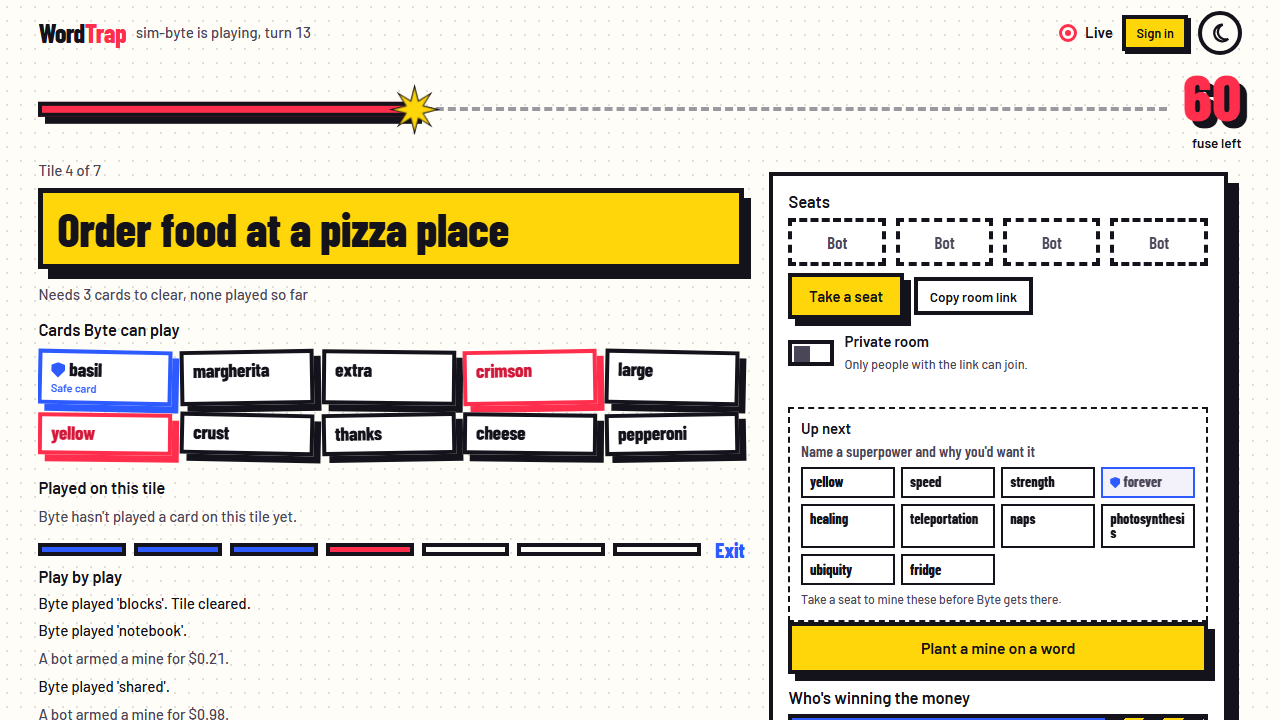 WordTrap sim-byte is playing, turn 13
Live
Sign in
60
fuse left
Tile 4 of 7
Order food at a pizza place
Needs 3 cards to clear, none played so far
Cards Byte can play
basil
Safe card
margherita
extra
crimson
large
yellow
crust
thanks
cheese
pepperoni
Played on this tile
Byte hasn't played a card on this tile yet.
Exit
Play by play
Byte played 'blocks'. Tile cleared.
Byte played 'notebook'.
A bot armed a mine for $0.21.
Byte played 'shared'.
A bot armed a mine for $0.98.
Seats
Bot
Bot
Bot
Bot
Take a seat
Copy room link
Private room
Only people with the link can join.
Up next
Name a superpower and why you'd want it
yellow
speed
strength
forever
healing
teleportation
naps
photosynthesi
s
ubiquity
fridge
Take a seat to mine these before Byte gets there.
Plant a mine on a word
Who's winning the money